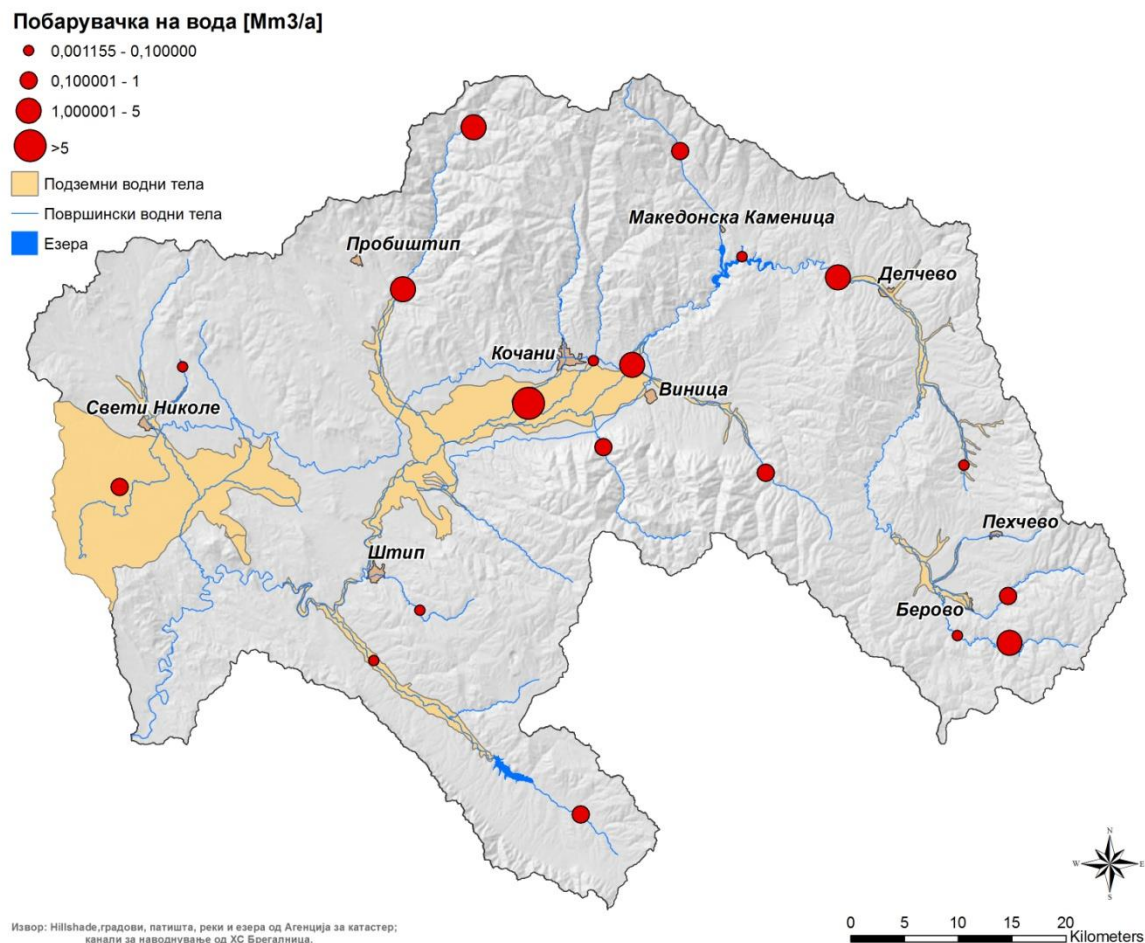 Побарувачка на вода [Mm3/a]
0,001155 - 0,100000
0,100001 - 1
1,000001 - 5
>5
Подземни водни тела
Површински водни тела
Езера
Македонска Каменица
Пробиштип
Делчево
Кочани
Виница
Свети Николе
Пехчево
Штип
Берово
N
W E
S
Извор: Hillshade,градови, патишта, реки и езера од Агенција за катастер;
канали за наводнување од ХС Брегалница.
0 5 10 15 20
Kilometers